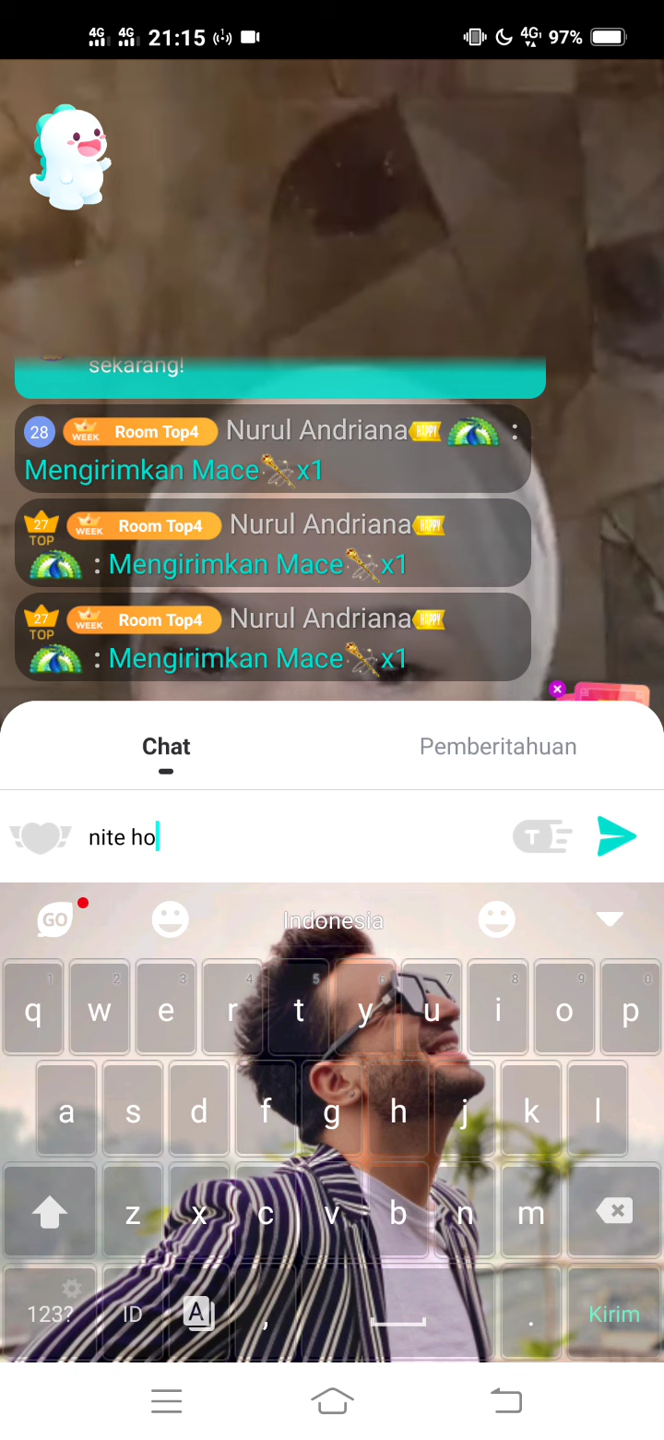 4G 4G 21:15 4G 97%
sekarang!
28 WEEK Room Top4 Nurul Andriana HAPPY :
Mengirimkan Mace x1
27 TOP WEEK Room Top4 Nurul Andriana HAPPY
: Mengirimkan Mace x1
27 TOP WEEK Room Top4 Nurul Andriana HAPPY
: Mengirimkan Mace x1
Chat Pemberitahuan
nite ho T
GO Indonesia
1 2 3 4 5 6 7 8 9 0
q w e r t y u i o p
a s d f g h j k l
z x c v b n m
123? ID A , . Kirim